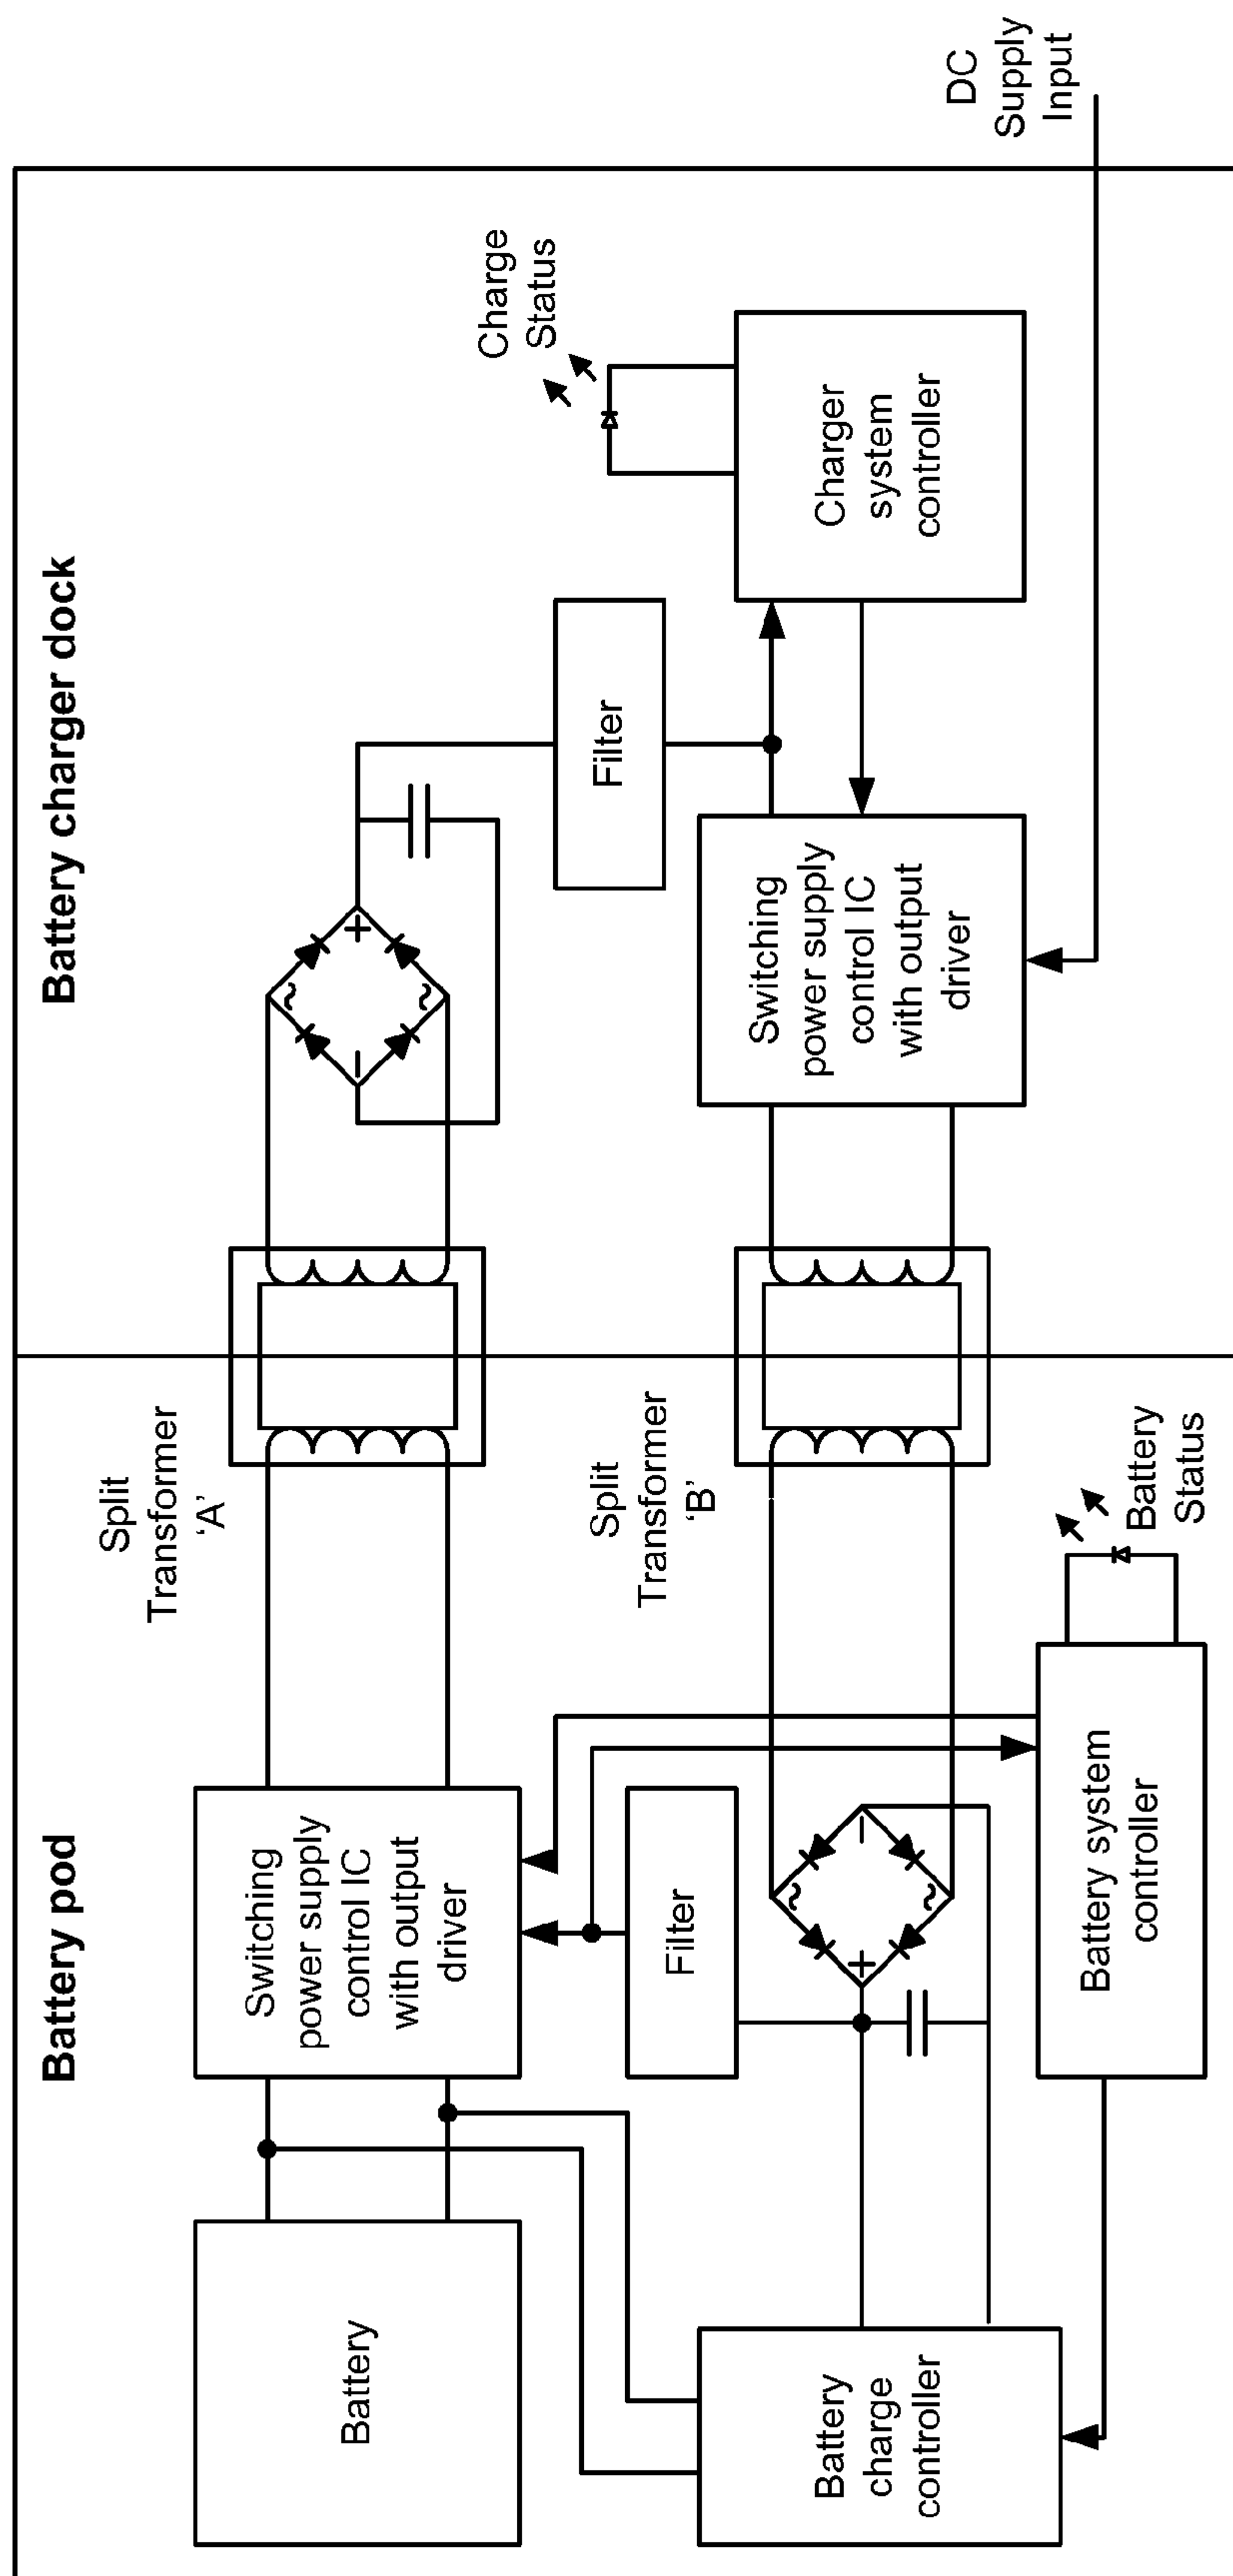 Battery pod
Battery charger dock
Split
Transformer
‘A’
Battery
Switching
power supply
control IC
with output
driver
Filter
Split
Transformer
‘B’
Battery
charge
controller
Battery system
controller
Battery
Status
Filter
Switching
power supply
control IC
with output
driver
Charge
Status
Charger
system
controller
DC
Supply
Input